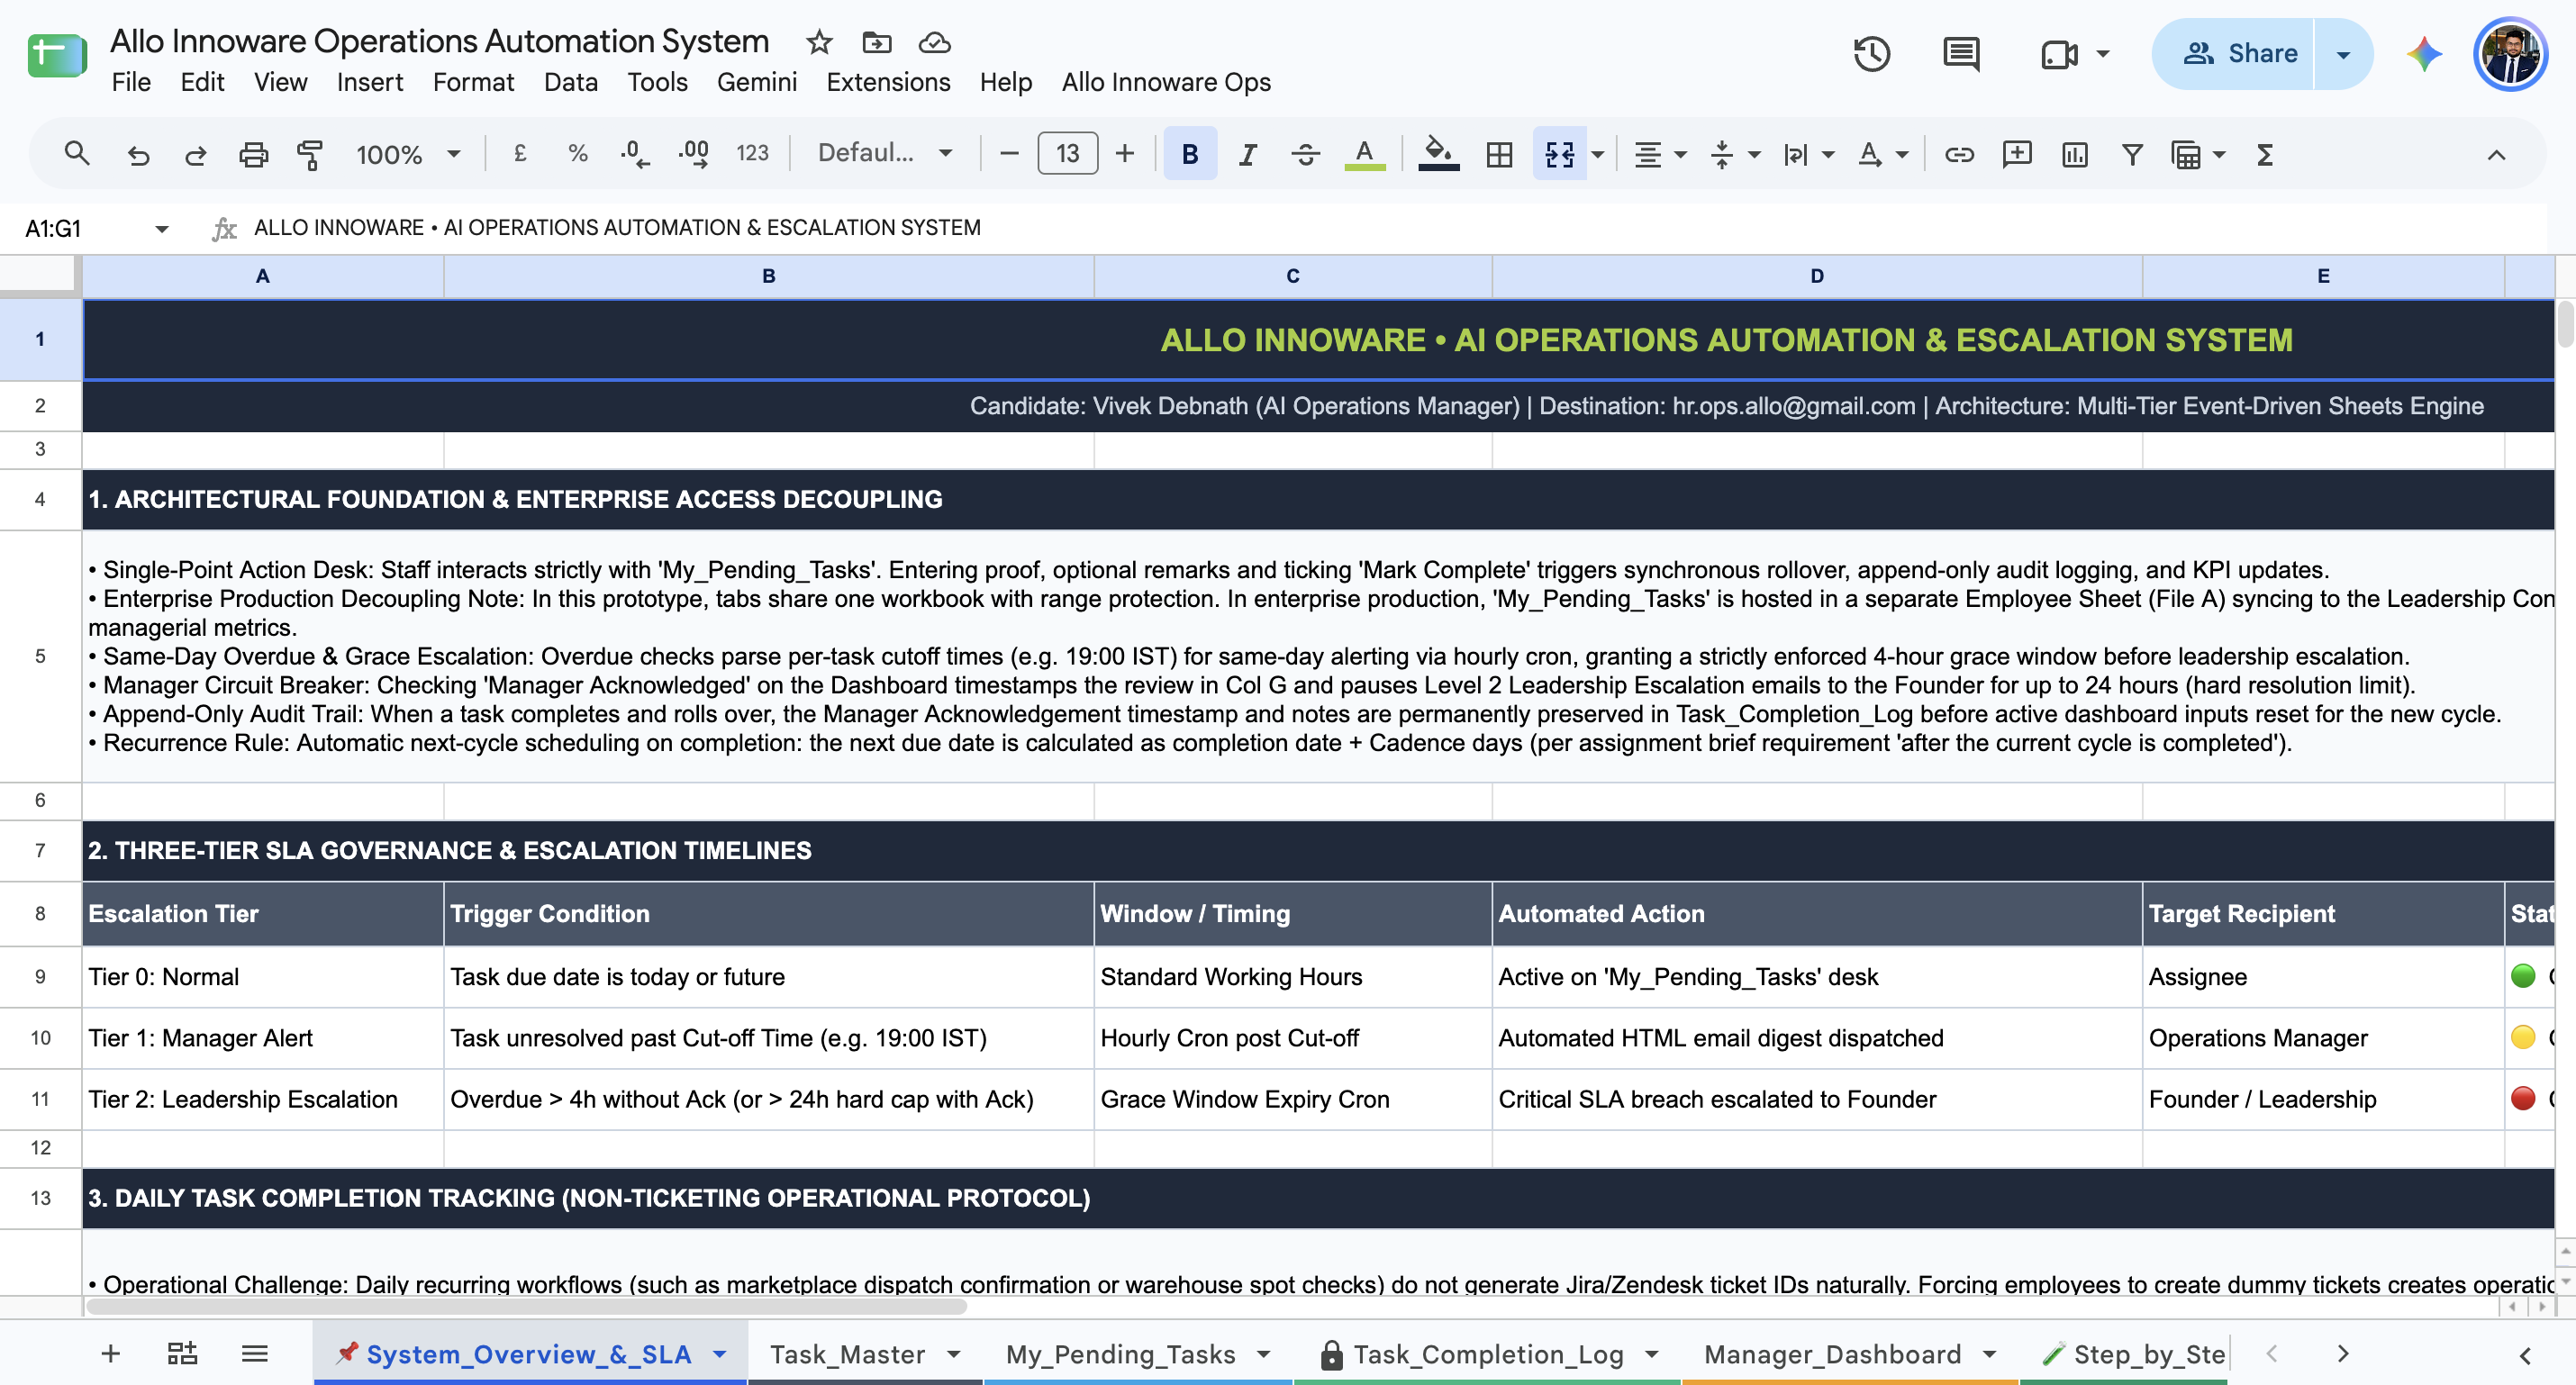 Allo Innoware Operations Automation System
File Edit View Insert Format Data Tools Gemini Extensions Help Allo Innoware Ops
Share
100% £ % .0 .00 123 Defaul... 13 B I A
A1:G1 fx ALLO INNOWARE • AI OPERATIONS AUTOMATION & ESCALATION SYSTEM
A B C D E
1 ALLO INNOWARE • AI OPERATIONS AUTOMATION & ESCALATION SYSTEM
2 Candidate: Vivek Debnath (AI Operations Manager) | Destination: hr.ops.allo@gmail.com | Architecture: Multi-Tier Event-Driven Sheets Engine
3
4 1. ARCHITECTURAL FOUNDATION & ENTERPRISE ACCESS DECOUPLING
• Single-Point Action Desk: Staff interacts strictly with 'My_Pending_Tasks'. Entering proof, optional remarks and ticking 'Mark Complete' triggers synchronous rollover, append-only audit logging, and KPI updates.
• Enterprise Production Decoupling Note: In this prototype, tabs share one workbook with range protection. In enterprise production, 'My_Pending_Tasks' is hosted in a separate Employee Sheet (File A) syncing to the Leadership Con
managerial metrics.
5 • Same-Day Overdue & Grace Escalation: Overdue checks parse per-task cutoff times (e.g. 19:00 IST) for same-day alerting via hourly cron, granting a strictly enforced 4-hour grace window before leadership escalation.
• Manager Circuit Breaker: Checking 'Manager Acknowledged' on the Dashboard timestamps the review in Col G and pauses Level 2 Leadership Escalation emails to the Founder for up to 24 hours (hard resolution limit).
• Append-Only Audit Trail: When a task completes and rolls over, the Manager Acknowledgement timestamp and notes are permanently preserved in Task_Completion_Log before active dashboard inputs reset for the new cycle.
• Recurrence Rule: Automatic next-cycle scheduling on completion: the next due date is calculated as completion date + Cadence days (per assignment brief requirement 'after the current cycle is completed').
6
7 2. THREE-TIER SLA GOVERNANCE & ESCALATION TIMELINES
8 Escalation Tier Trigger Condition Window / Timing Automated Action Target Recipient Stat
9 Tier 0: Normal Task due date is today or future Standard Working Hours Active on 'My_Pending_Tasks' desk Assignee
10 Tier 1: Manager Alert Task unresolved past Cut-off Time (e.g. 19:00 IST) Hourly Cron post Cut-off Automated HTML email digest dispatched Operations Manager
11 Tier 2: Leadership Escalation Overdue > 4h without Ack (or > 24h hard cap with Ack) Grace Window Expiry Cron Critical SLA breach escalated to Founder Founder / Leadership
12
13 3. DAILY TASK COMPLETION TRACKING (NON-TICKETING OPERATIONAL PROTOCOL)
• Operational Challenge: Daily recurring workflows (such as marketplace dispatch confirmation or warehouse spot checks) do not generate Jira/Zendesk ticket IDs naturally. Forcing employees to create dummy tickets creates operatic
System_Overview_&_SLA Task_Master My_Pending_Tasks Task_Completion_Log Manager_Dashboard Step_by_Ste